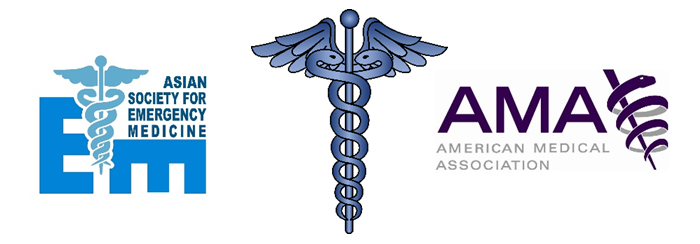 ASIAN
SOCIETY FOR
EMERGENCY
MEDICINE
EM
AMA
AMERICAN MEDICAL
ASSOCIATION